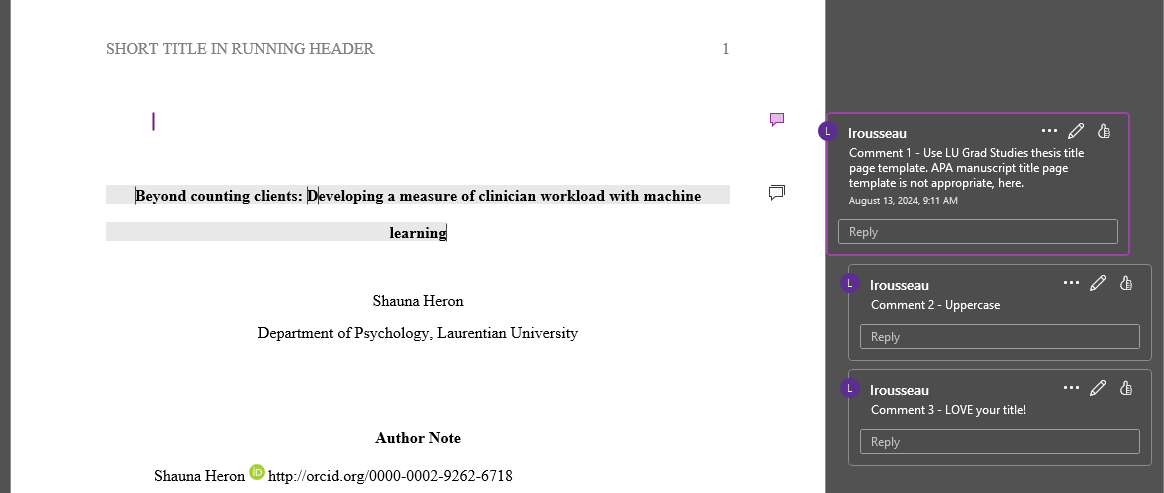 SHORT TITLE IN RUNNING HEADER 1
Beyond counting clients: Developing a measure of clinician workload with machine
learning
Shauna Heron
Department of Psychology, Laurentian University
Author Note
Shauna Heron iD http://orcid.org/0000-0002-9262-6718
L
lrousseau
Comment 1 - Use LU Grad Studies thesis title
page template. APA manuscript title page
template is not appropriate, here.
August 13, 2024, 9:11 AM
Reply
L
lrousseau
Comment 2 - Uppercase
Reply
L
lrousseau
Comment 3 - LOVE your title!
Reply